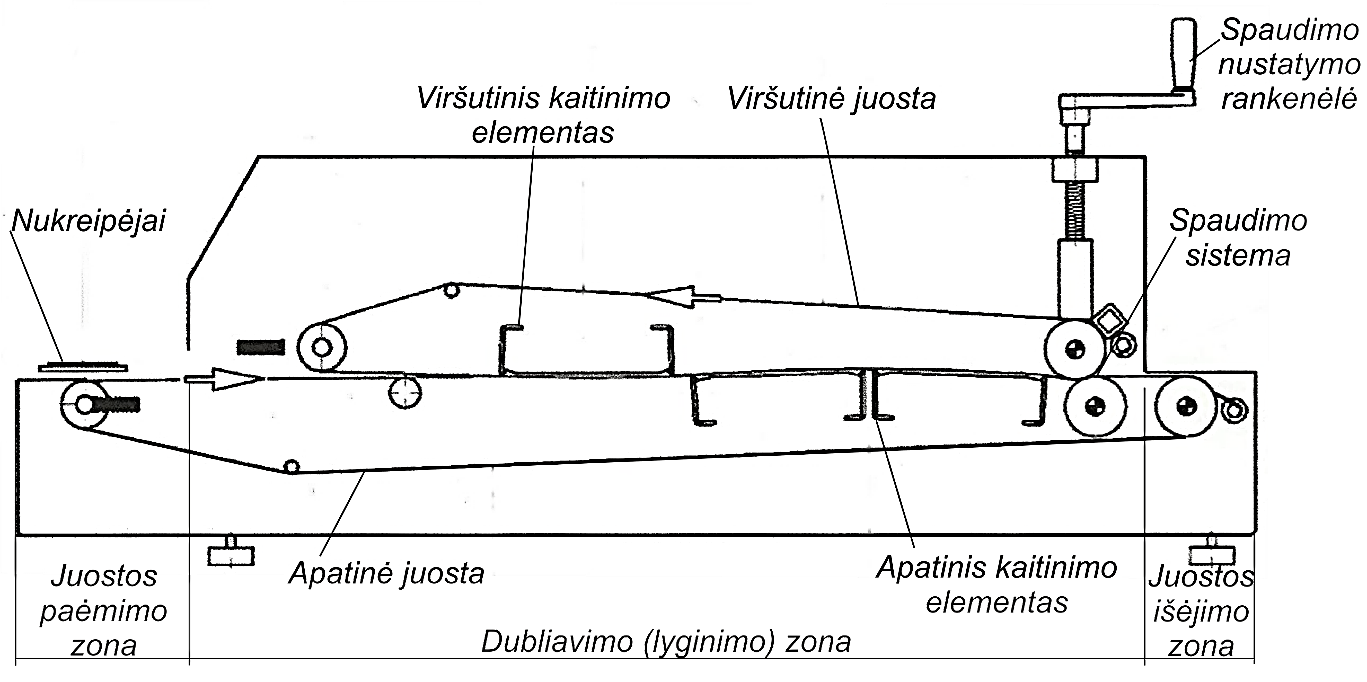 Spaudimo
nustatymo
rankenėlė
Viršutinis kaitinimo
elementas
Viršutinė juosta
Nukreipėjai
Spaudimo
sistema
Apatinė juosta
Apatinis kaitinimo
elementas
Juostos
paėmimo
zona
Dubliavimo (lyginimo) zona
Juostos
išėjimo
zona